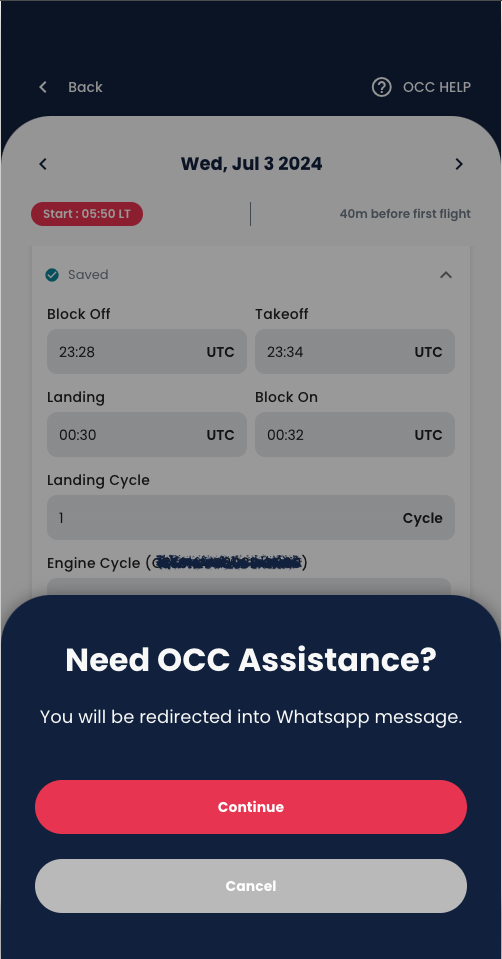 Back
OCC HELP
Wed, Jul 3 2024
Start : 05:50 LT
40m before first flight
Saved
Block Off
Takeoff
23:28 UTC
23:34 UTC
Landing
Block On
00:30 UTC
00:32 UTC
Landing Cycle
1 Cycle
Engine Cycle ( )
Need OCC Assistance?
You will be redirected into Whatsapp message.
Continue
Cancel